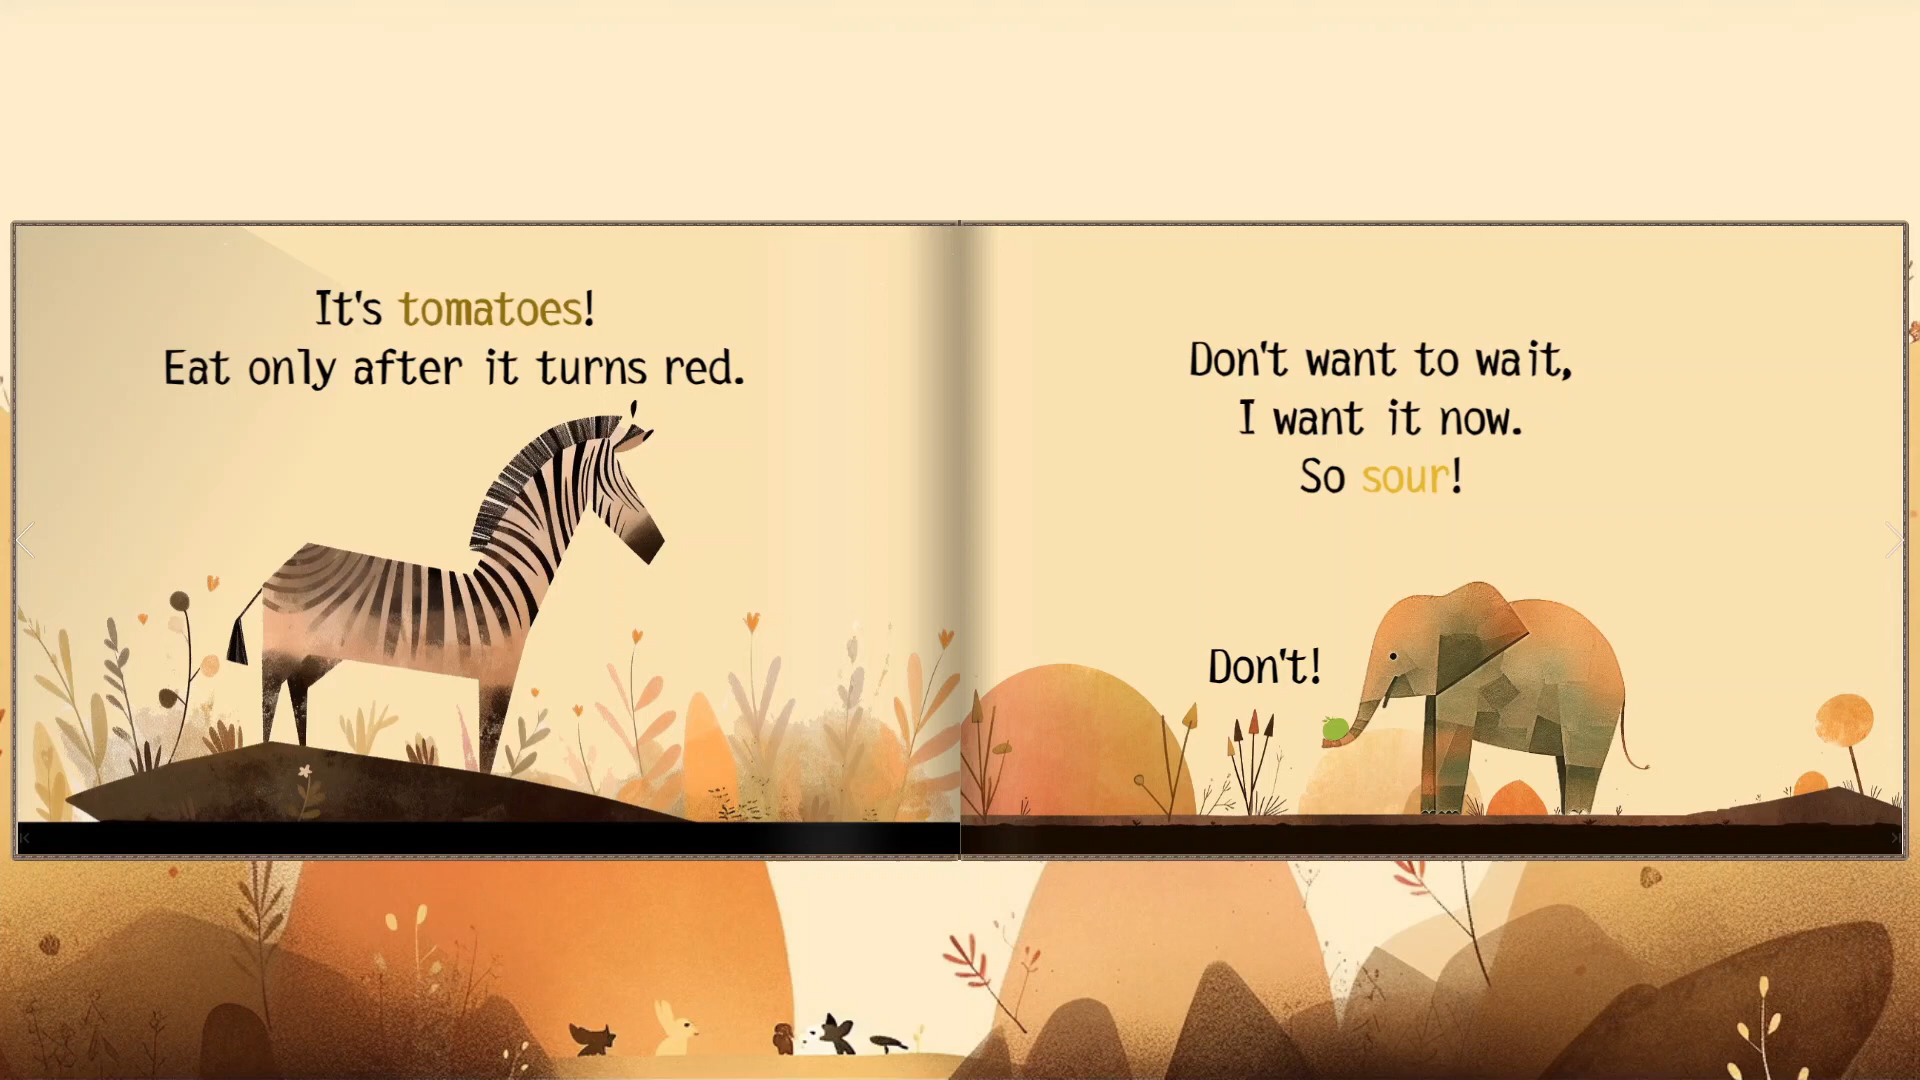 It's tomatoes!
Eat only after it turns red.
Don't want to wait,
I want it now.
So sour!
Don't!